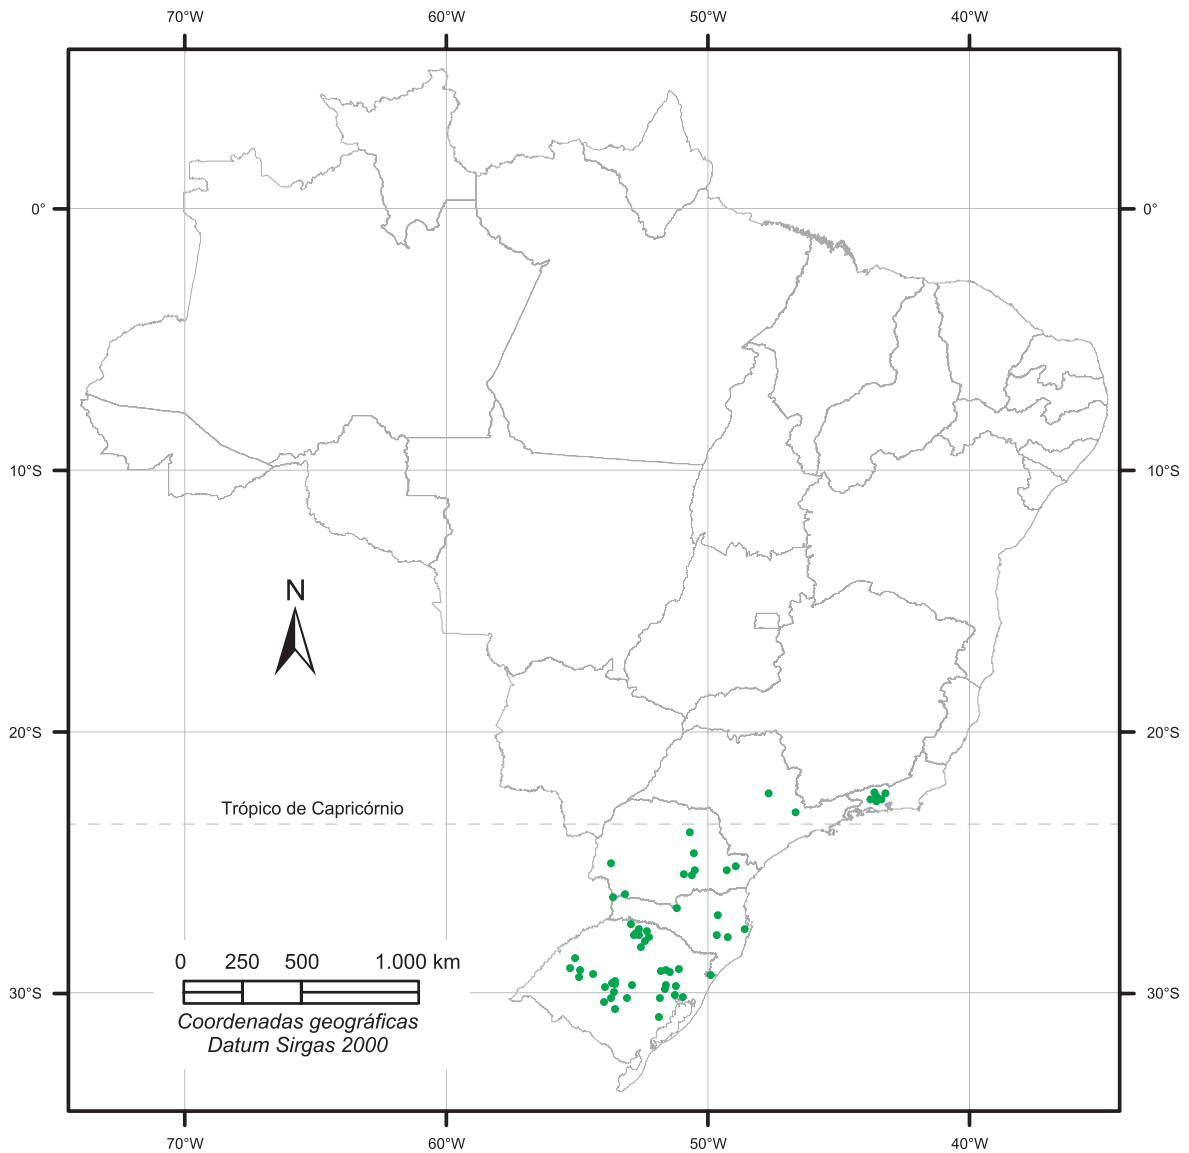 70°W 60°W 50°W 40°W
0° 0°
10°S 10°S
N
20°S 20°S
Trópico de Capricórnio
0 250 500 1.000 km
30°S 30°S
Coordenadas geográficas
Datum Sirgas 2000
70°W 60°W 50°W 40°W